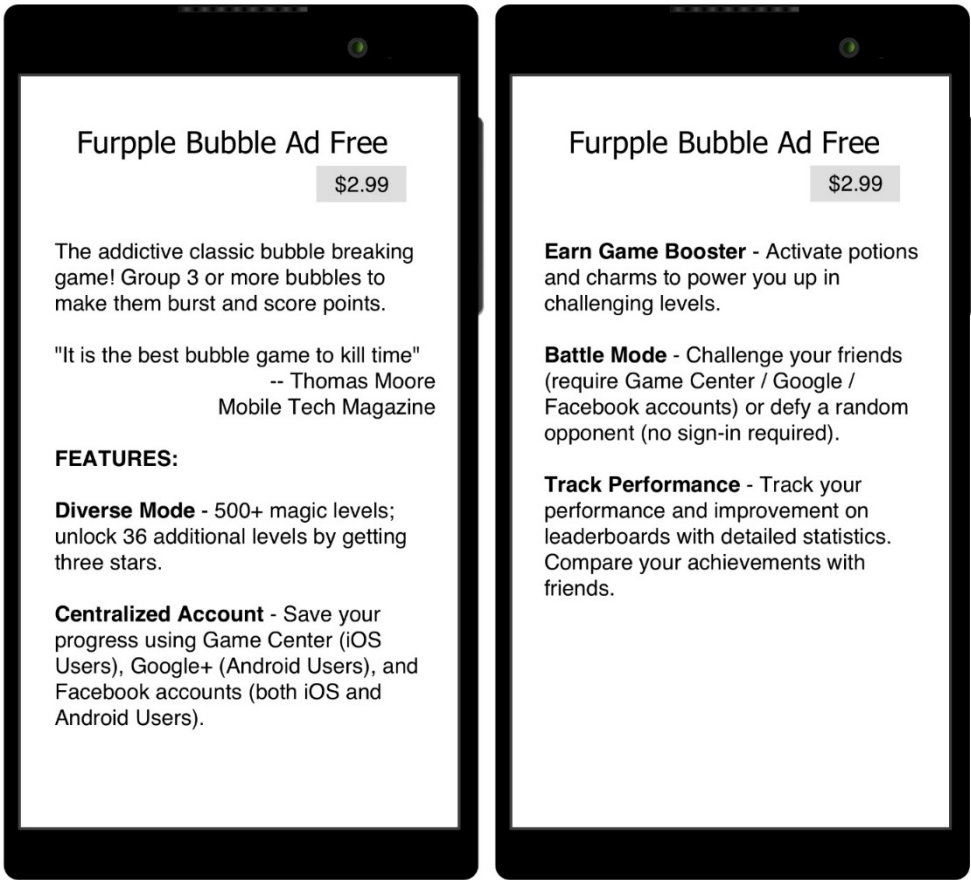 Furpple Bubble Ad Free
$2.99
The addictive classic bubble breaking
game! Group 3 or more bubbles to
make them burst and score points.
"It is the best bubble game to kill time"
-- Thomas Moore
Mobile Tech Magazine
FEATURES:
Diverse Mode - 500+ magic levels;
unlock 36 additional levels by getting
three stars.
Centralized Account - Save your
progress using Game Center (iOS
Users), Google+ (Android Users), and
Facebook accounts (both iOS and
Android Users).
Furpple Bubble Ad Free
$2.99
Earn Game Booster - Activate potions
and charms to power you up in
challenging levels.
Battle Mode - Challenge your friends
(require Game Center / Google /
Facebook accounts) or defy a random
opponent (no sign-in required).
Track Performance - Track your
performance and improvement on
leaderboards with detailed statistics.
Compare your achievements with
friends.